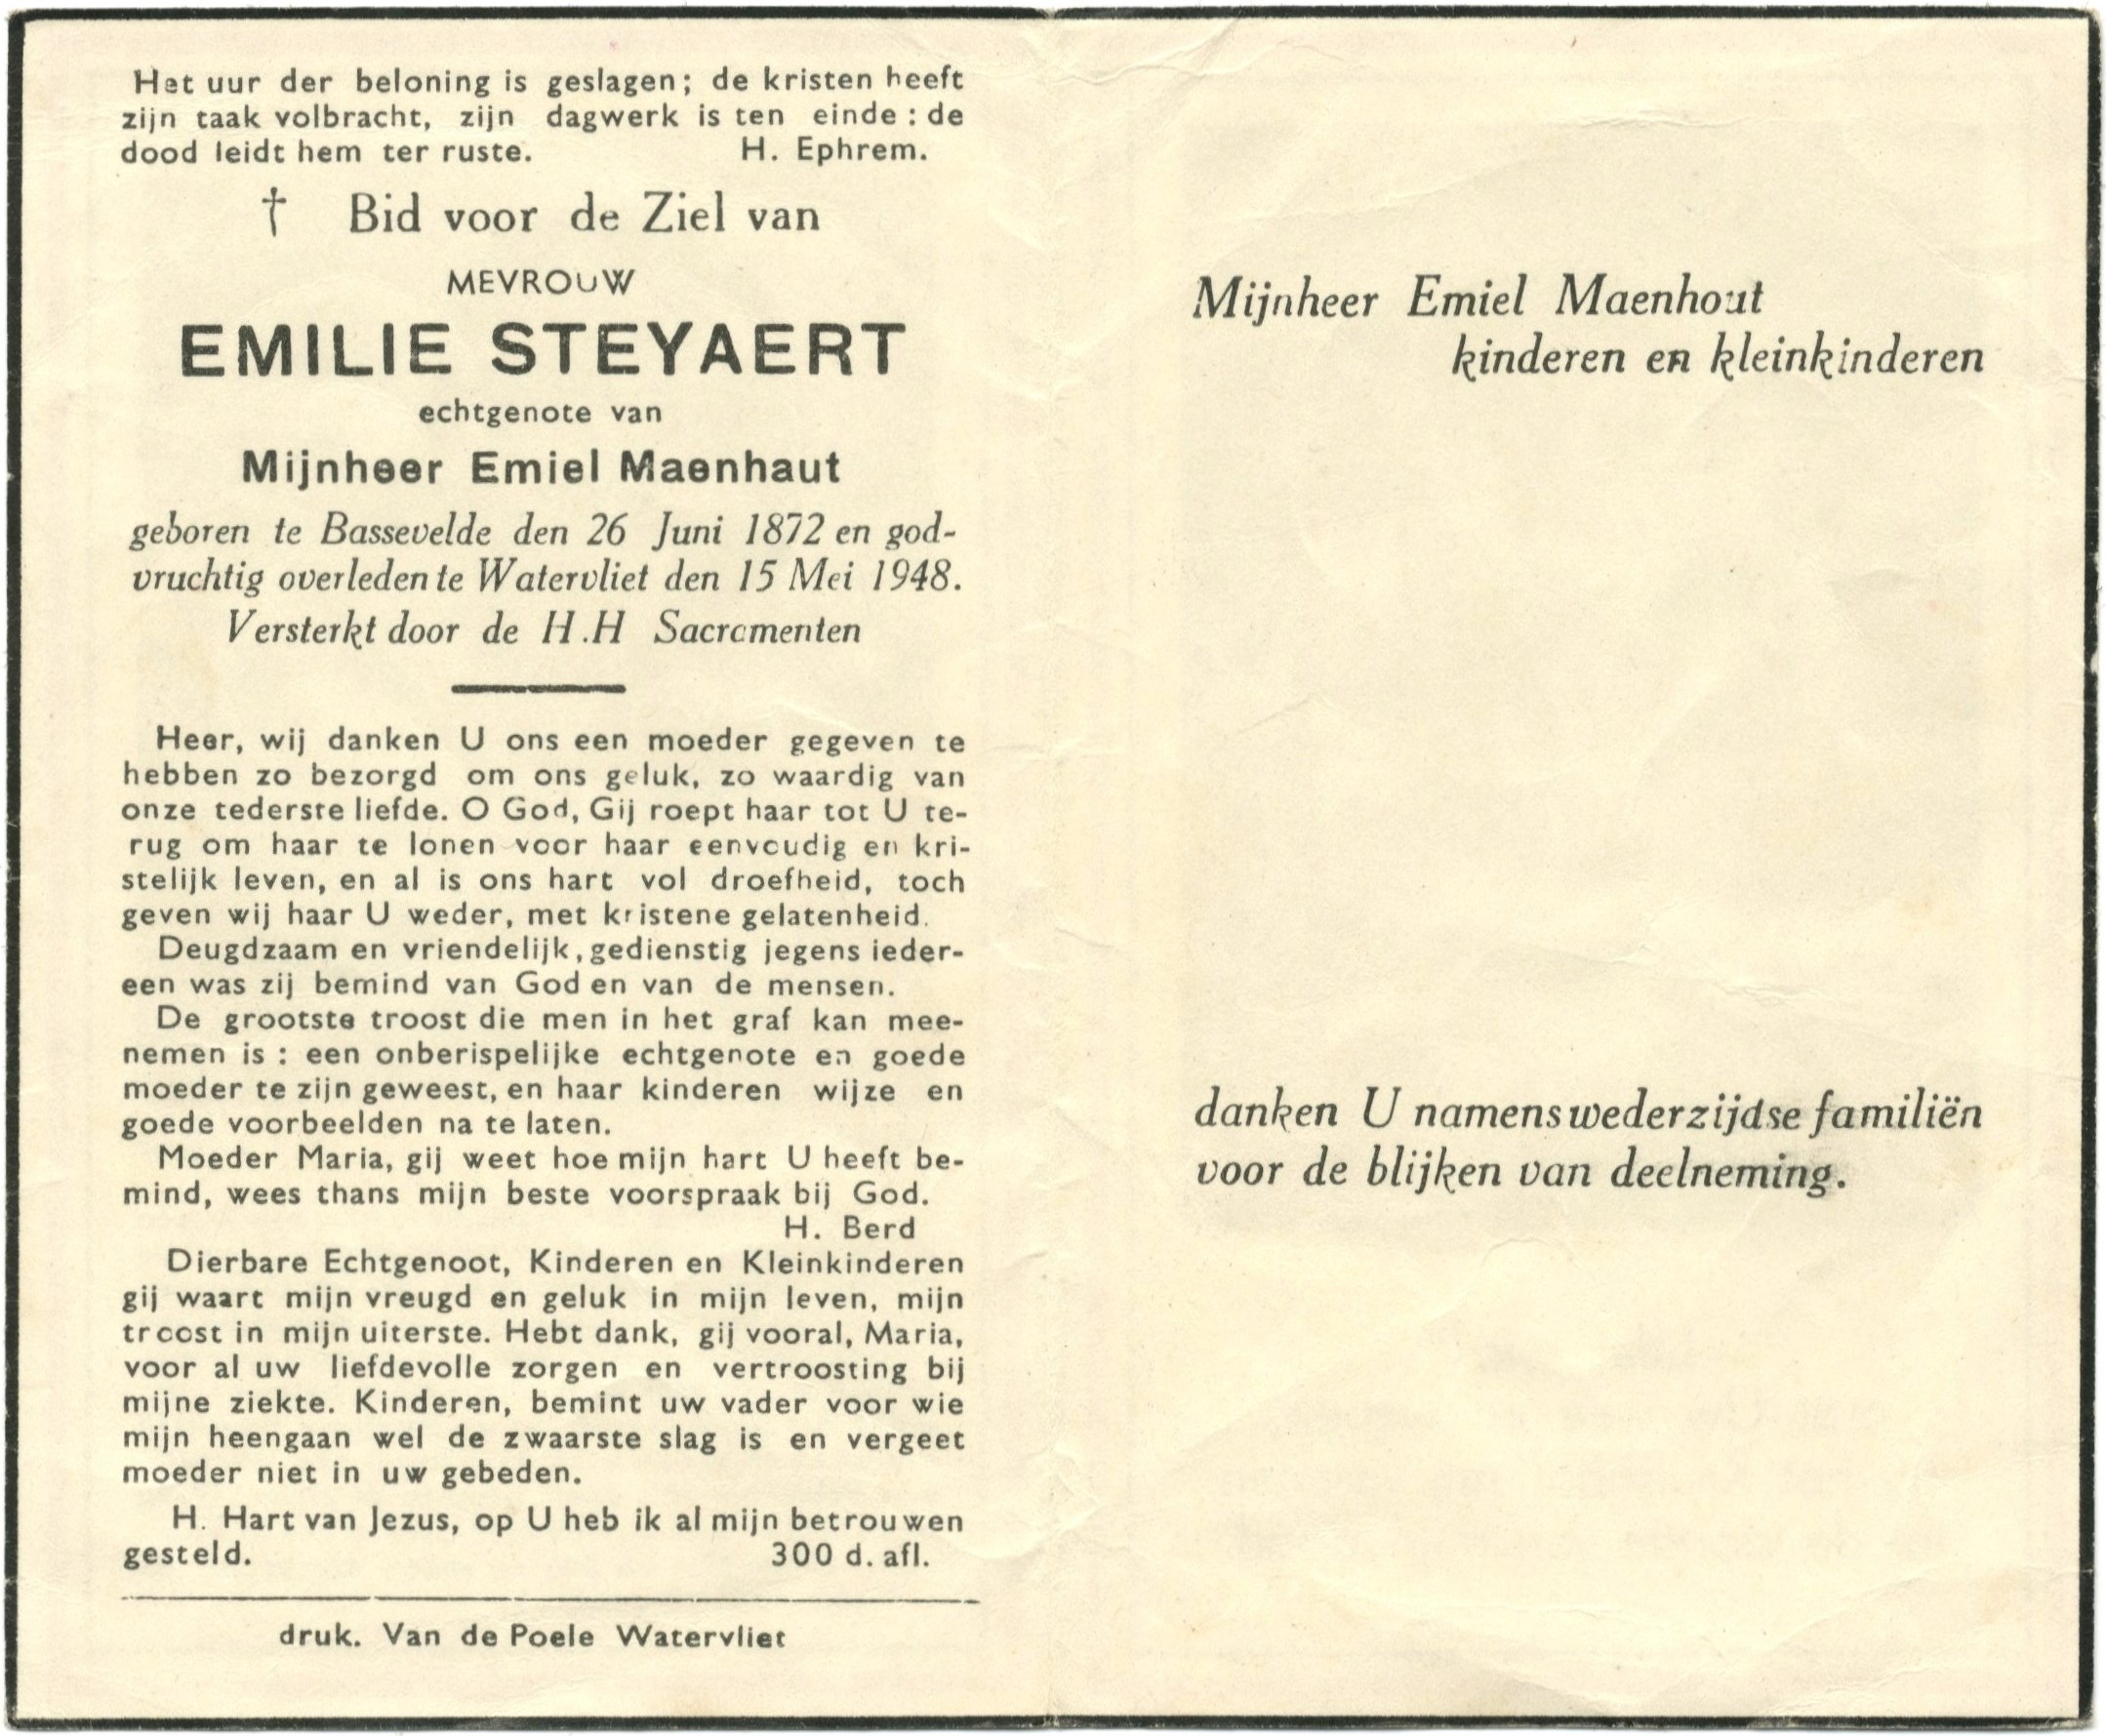 Het uur der beloning is geslagen; de kristen heeft
zijn taak volbracht, zijn dagwerk is ten einde : de
dood leidt hem ter ruste. H. Ephrem.
† Bid voor de Ziel van
MEVROUW
EMILIE STEYAERT
echtgenote van
Mijnheer Emiel Maenhaut
geboren te Bassevelde den 26 Juni 1872 en god-
vruchtig overleden te Watervliet den 15 Mei 1948.
Versterkt door de H.H Sacramenten
Heer, wij danken U ons een moeder gegeven te
hebben zo bezorgd om ons geluk, zo waardig van
onze tederste liefde. O God, Gij roept haar tot U te-
rug om haar te lonen voor haar eenvoudig en kri-
stelijk leven, en al is ons hart vol droefheid, toch
geven wij haar U weder, met kristene gelatenheid.
Deugdzaam en vriendelijk, gedienstig jegens ieder-
een was zij bemind van God en van de mensen.
De grootste troost die men in het graf kan mee-
nemen is : een onberispelijke echtgenote en goede
moeder te zijn geweest, en haar kinderen wijze en
goede voorbeelden na te laten.
Moeder Maria, gij weet hoe mijn hart U heeft be-
mind, wees thans mijn beste voorspraak bij God.
H. Berd
Dierbare Echtgenoot, Kinderen en Kleinkinderen
gij waart mijn vreugd en geluk in mijn leven, mijn
troost in mijn uiterste. Hebt dank, gij vooral, Maria,
voor al uw liefdevolle zorgen en vertroosting bij
mijne ziekte. Kinderen, bemint uw vader voor wie
mijn heengaan wel de zwaarste slag is en vergeet
moeder niet in uw gebeden.
H. Hart van Jezus, op U heb ik al mijn betrouwen
gesteld. 300 d. afl.
druk. Van de Poele Watervliet
Mijnheer Emiel Maenhout
kinderen en kleinkinderen
danken U namens wederzijdse familiën
voor de blijken van deelneming.